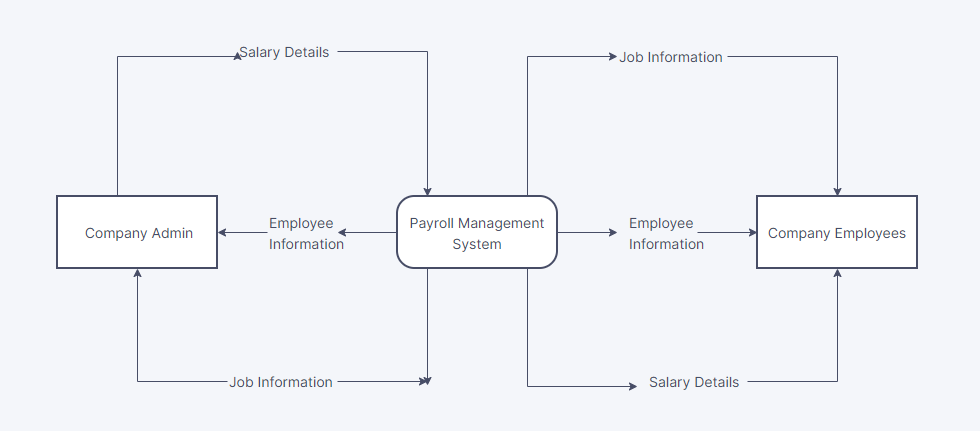 Salary Details
Job Information
Company Admin
Employee
Information
Payroll Management
System
Employee
Information
Company Employees
Job Information
Salary Details